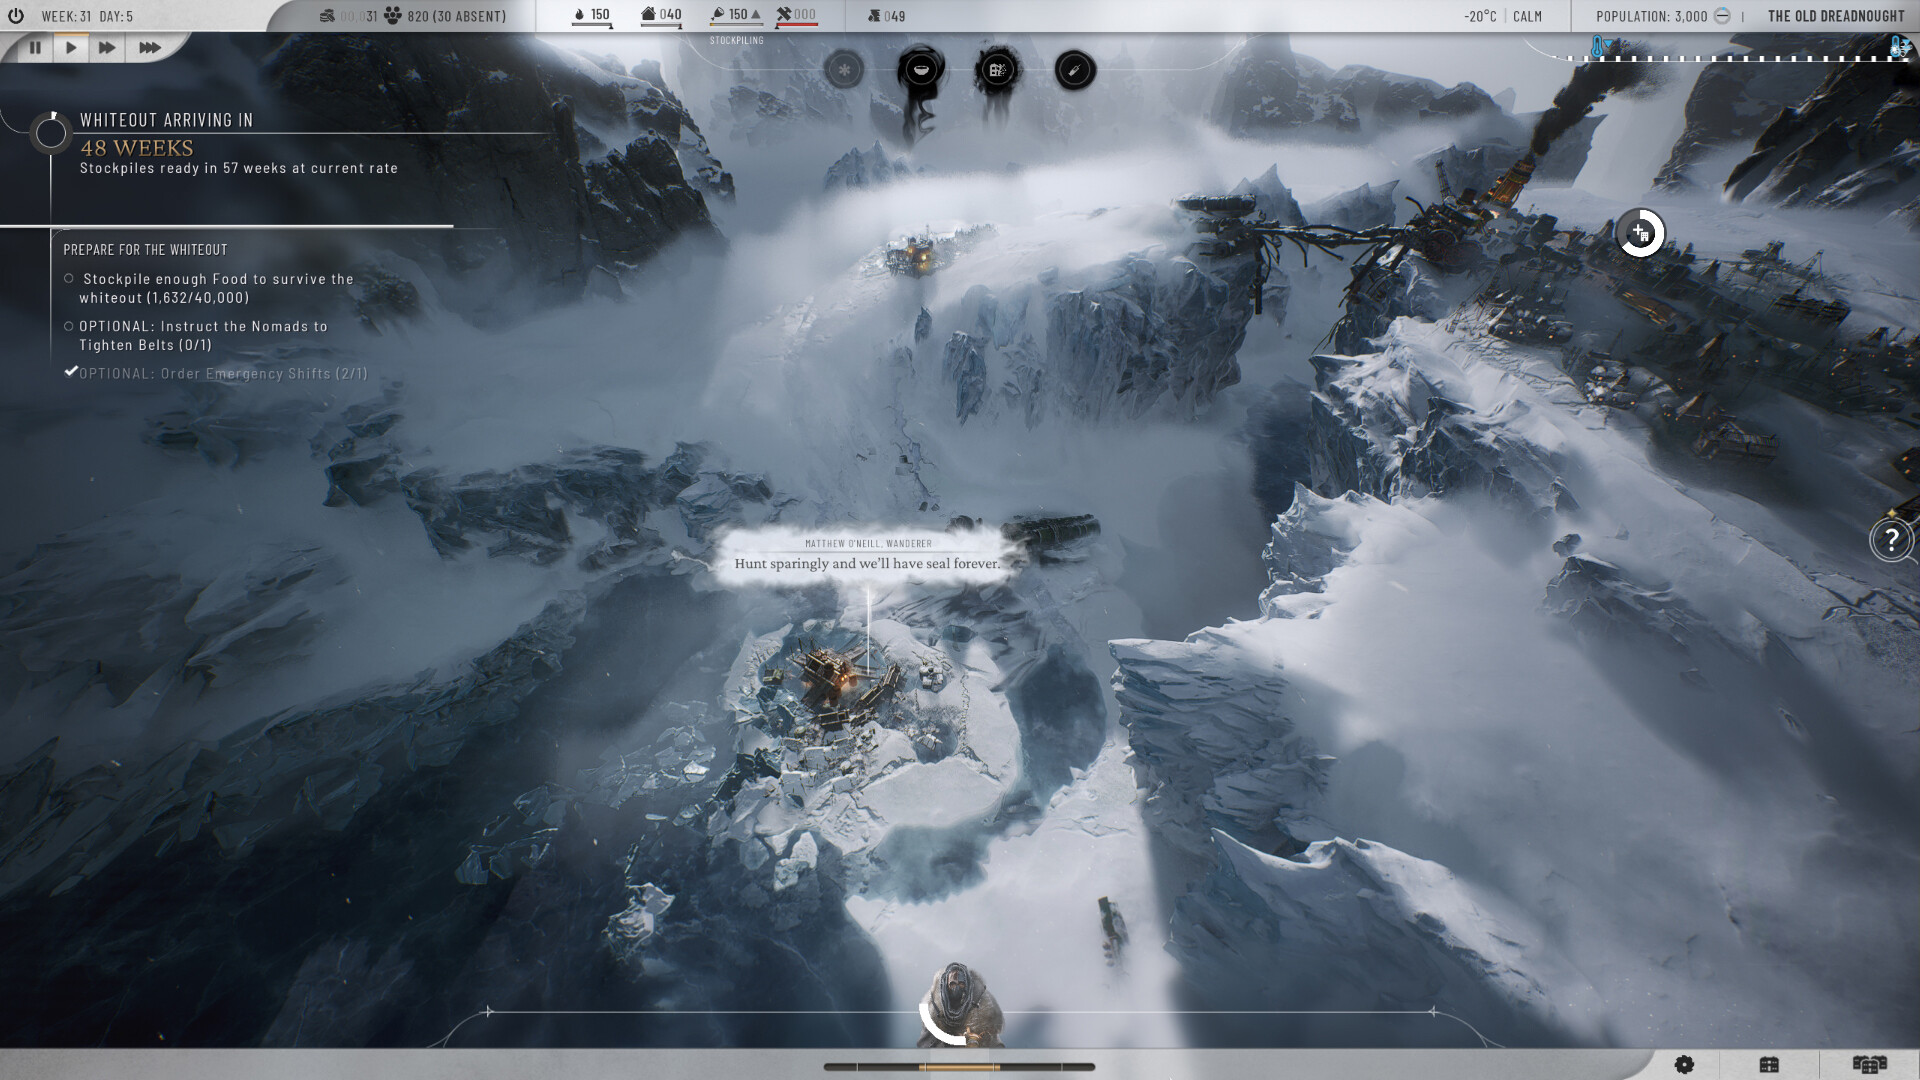 WEEK: 31 DAY: 5
00,031
820 (30 ABSENT)
150
040
150
000
049
-20°C
CALM
POPULATION: 3,000
THE OLD DREADNOUGHT
STOCKPILING
WHITEOUT ARRIVING IN
48 WEEKS
Stockpiles ready in 57 weeks at current rate
PREPARE FOR THE WHITEOUT
Stockpile enough Food to survive the
whiteout (1,632/40,000)
OPTIONAL: Instruct the Nomads to
Tighten Belts (0/1)
OPTIONAL: Order Emergency Shifts (2/1)
?
MATTHEW O'NEILL, WANDERER
Hunt sparingly and we'll have seal forever.